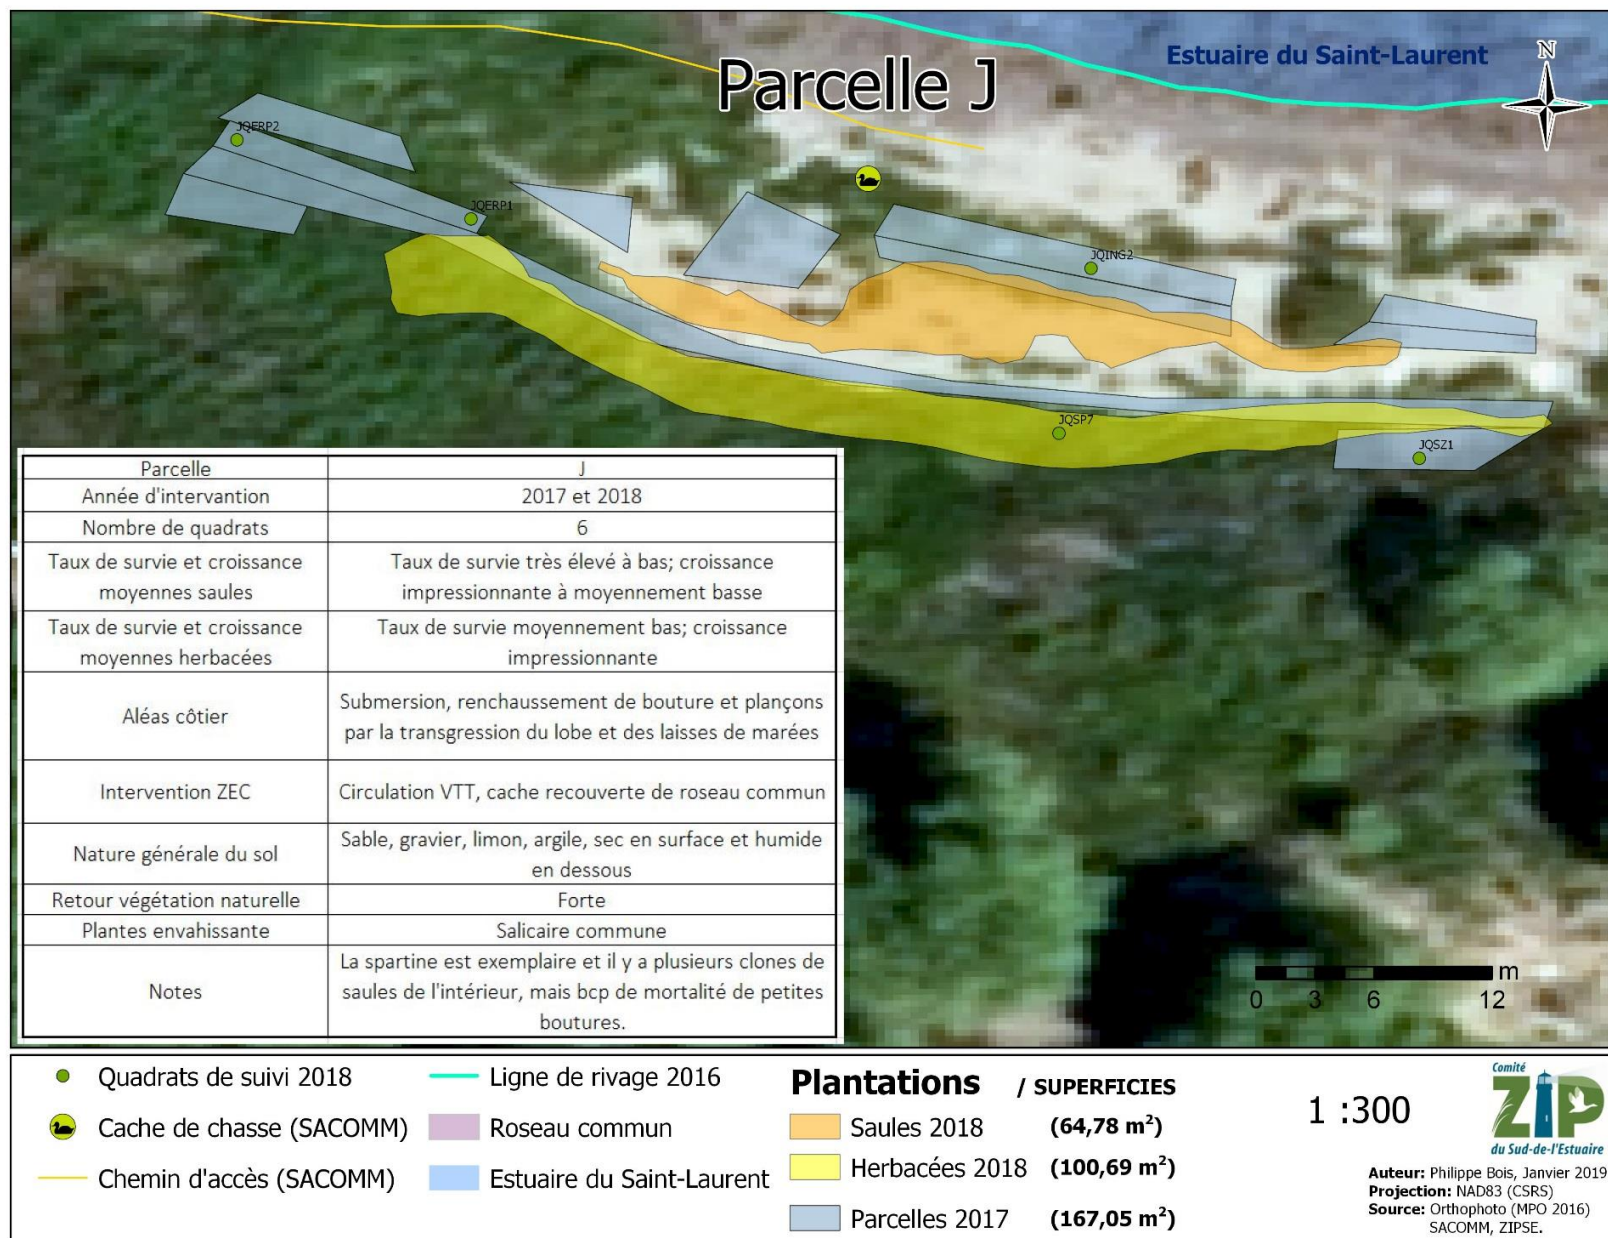 Estuaire du Saint-Laurent
N
Parcelle J
JQERP2
JQERP1
JQING2
JQSP7
JQSZ1
Parcelle J
Année d'intervantion 2017 et 2018
Nombre de quadrats 6
Taux de survie et croissance
moyennes saules
Taux de survie très élevé à bas; croissance
impressionnante à moyennement basse
Taux de survie et croissance
moyennes herbacées
Taux de survie moyennement bas; croissance
impressionnante
Aléas côtier
Submersion, renchaussement de bouture et plançons
par la transgression du lobe et des laisses de marées
Intervention ZEC Circulation VTT, cache recouverte de roseau commun
Nature générale du sol
Sable, gravier, limon, argile, sec en surface et humide
en dessous
Retour végétation naturelle Forte
Plantes envahissante Salicaire commune
Notes
La spartine est exemplaire et il y a plusieurs clones de
saules de l'intérieur, mais bcp de mortalité de petites
boutures.
m
0 3 6 12
Quadrats de suivi 2018
Cache de chasse (SACOMM)
Chemin d'accès (SACOMM)
Ligne de rivage 2016
Roseau commun
Estuaire du Saint-Laurent
Plantations / SUPERFICIES
Saules 2018 (64,78 m²)
Herbacées 2018 (100,69 m²)
Parcelles 2017 (167,05 m²)
1 :300
Comité
ZIP
du Sud-de-l'Estuaire
Auteur: Philippe Bois, Janvier 2019
Projection: NAD83 (CSRS)
Source: Orthophoto (MPO 2016)
SACOMM, ZIPSE.